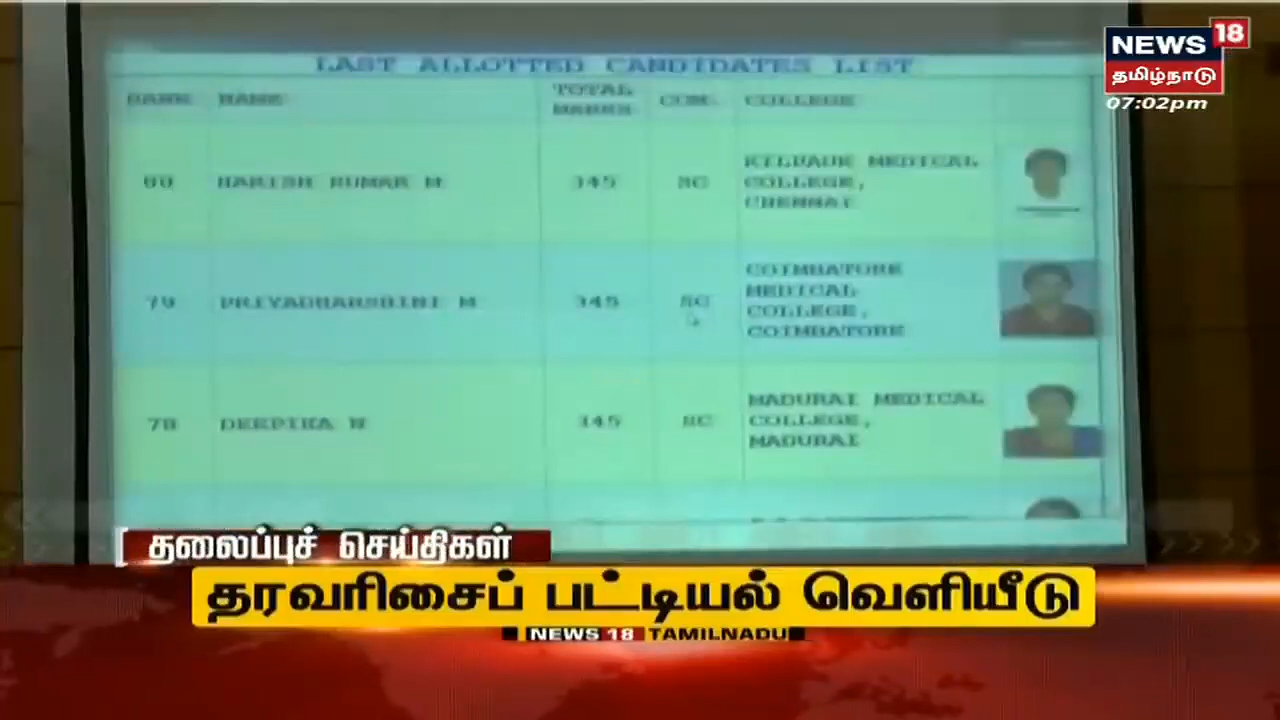 NEWS 18
தமிழ்நாடு
07:02pm
LAST ALLOTTED CANDIDATES LIST
RANK NAME TOTAL MARKS COM. COLLEGE
80 HARISH KUMAR M 345 SC KILPAUK MEDICAL COLLEGE, CHENNAI
79 PRIYADHARSHINI M 345 SC COIMBATORE MEDICAL COLLEGE, COIMBATORE
78 DEEPIKA 345 SC MADURAI MEDICAL COLLEGE, MADURAI
தலைப்புச் செய்திகள்
தரவரிசைப் பட்டியல் வெளியீடு
NEWS 18 TAMILNADU